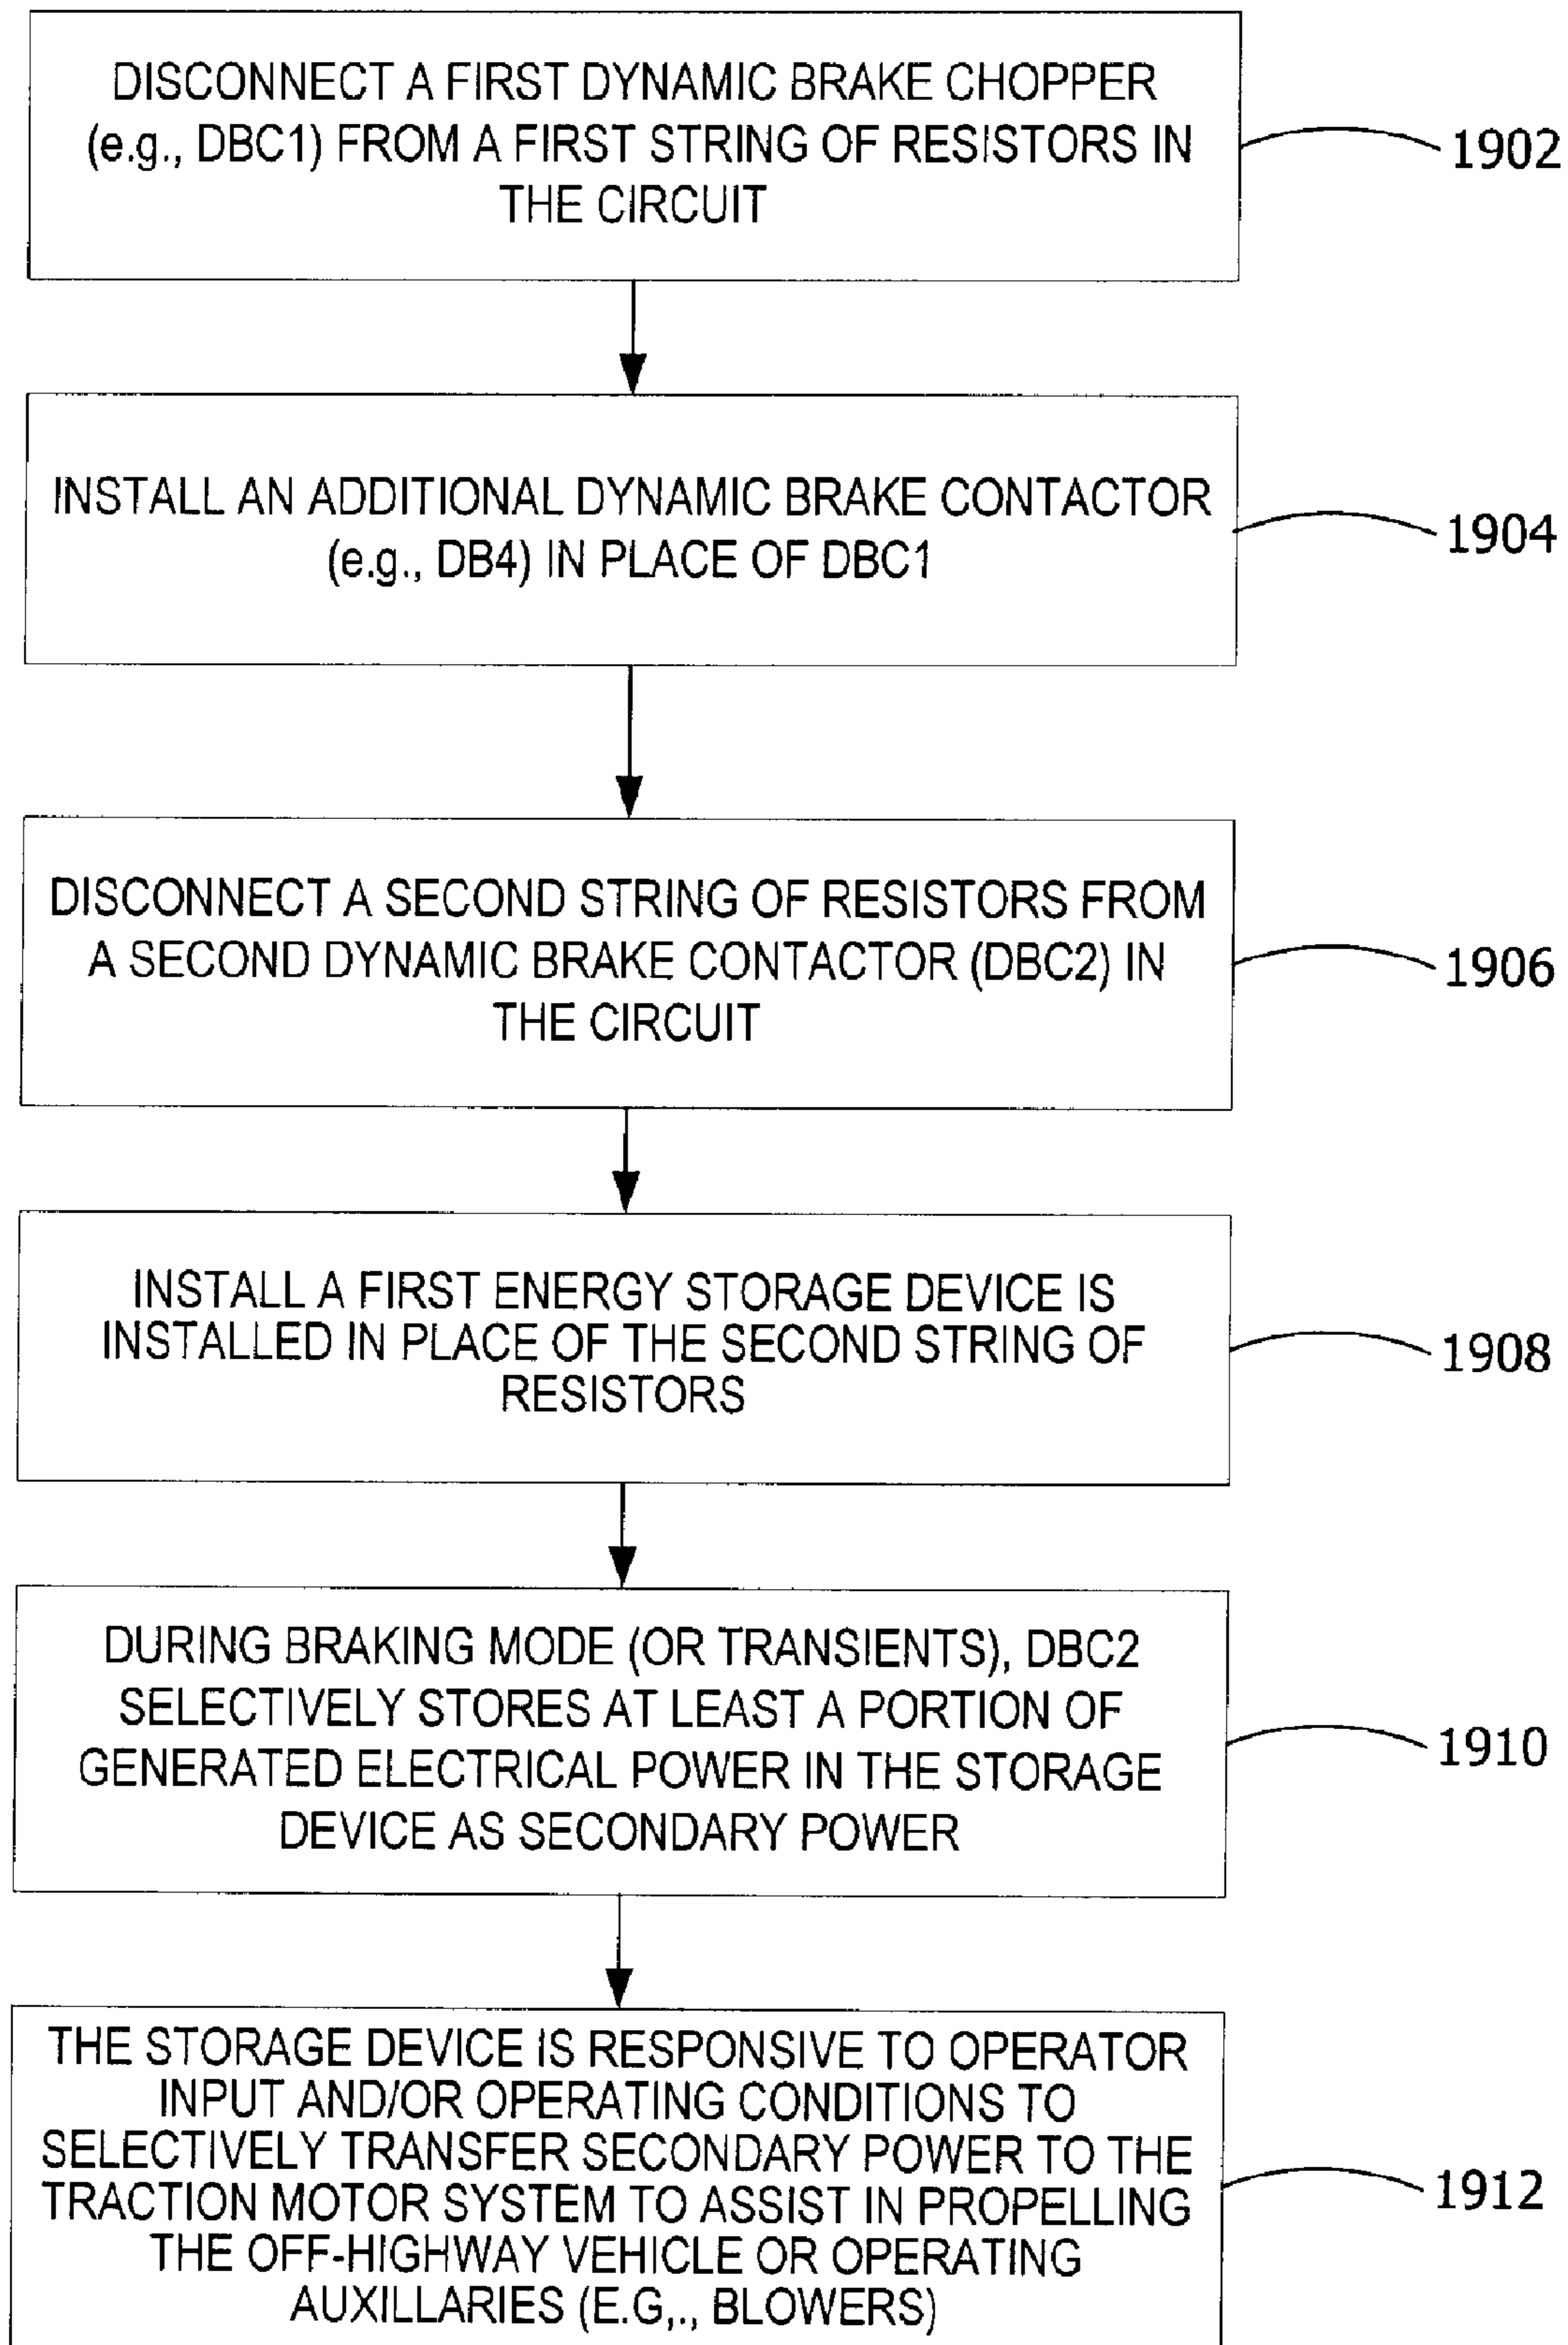 DISCONNECT A FIRST DYNAMIC BRAKE CHOPPER
(e.g., DBC1) FROM A FIRST STRING OF RESISTORS IN
THE CIRCUIT
1902
INSTALL AN ADDITIONAL DYNAMIC BRAKE CONTACTOR
(e.g., DB4) IN PLACE OF DBC1
1904
DISCONNECT A SECOND STRING OF RESISTORS FROM
A SECOND DYNAMIC BRAKE CONTACTOR (DBC2) IN
THE CIRCUIT
1906
INSTALL A FIRST ENERGY STORAGE DEVICE IS
INSTALLED IN PLACE OF THE SECOND STRING OF
RESISTORS
1908
DURING BRAKING MODE (OR TRANSIENTS), DBC2
SELECTIVELY STORES AT LEAST A PORTION OF
GENERATED ELECTRICAL POWER IN THE STORAGE
DEVICE AS SECONDARY POWER
1910
THE STORAGE DEVICE IS RESPONSIVE TO OPERATOR
INPUT AND/OR OPERATING CONDITIONS TO
SELECTIVELY TRANSFER SECONDARY POWER TO THE
TRACTION MOTOR SYSTEM TO ASSIST IN PROPELLING
THE OFF-HIGHWAY VEHICLE OR OPERATING
AUXILLARIES (E.G,., BLOWERS)
1912